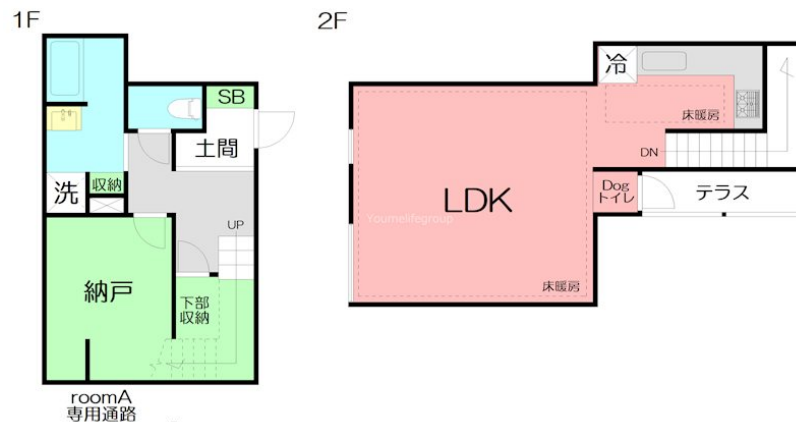 1F
SB
土間
洗
収納
UP
納戸
下部
収納
roomA
専用通路
2F
冷
床暖房
DN
LDK
Youmelifegroup
Dog
トイレ
テラス
床暖房